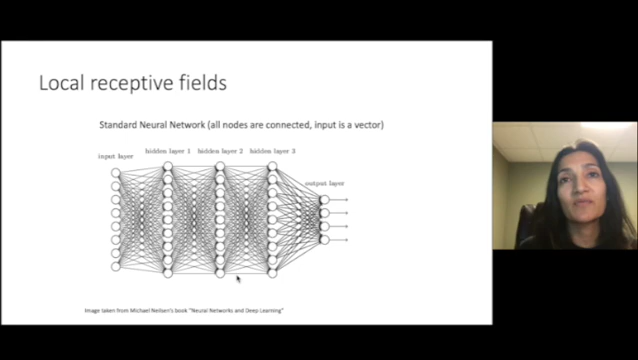 Local receptive fields
Standard Neural Network (all nodes are connected, input is a vector)
input layer
hidden layer 1 hidden layer 2 hidden layer 3
output layer
Image taken from Michael Neilsen's book "Neural Networks and Deep Learning"